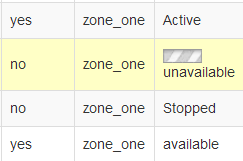 yes zone_one Active
no zone_one unavailable
no zone_one Stopped
yes zone_one available